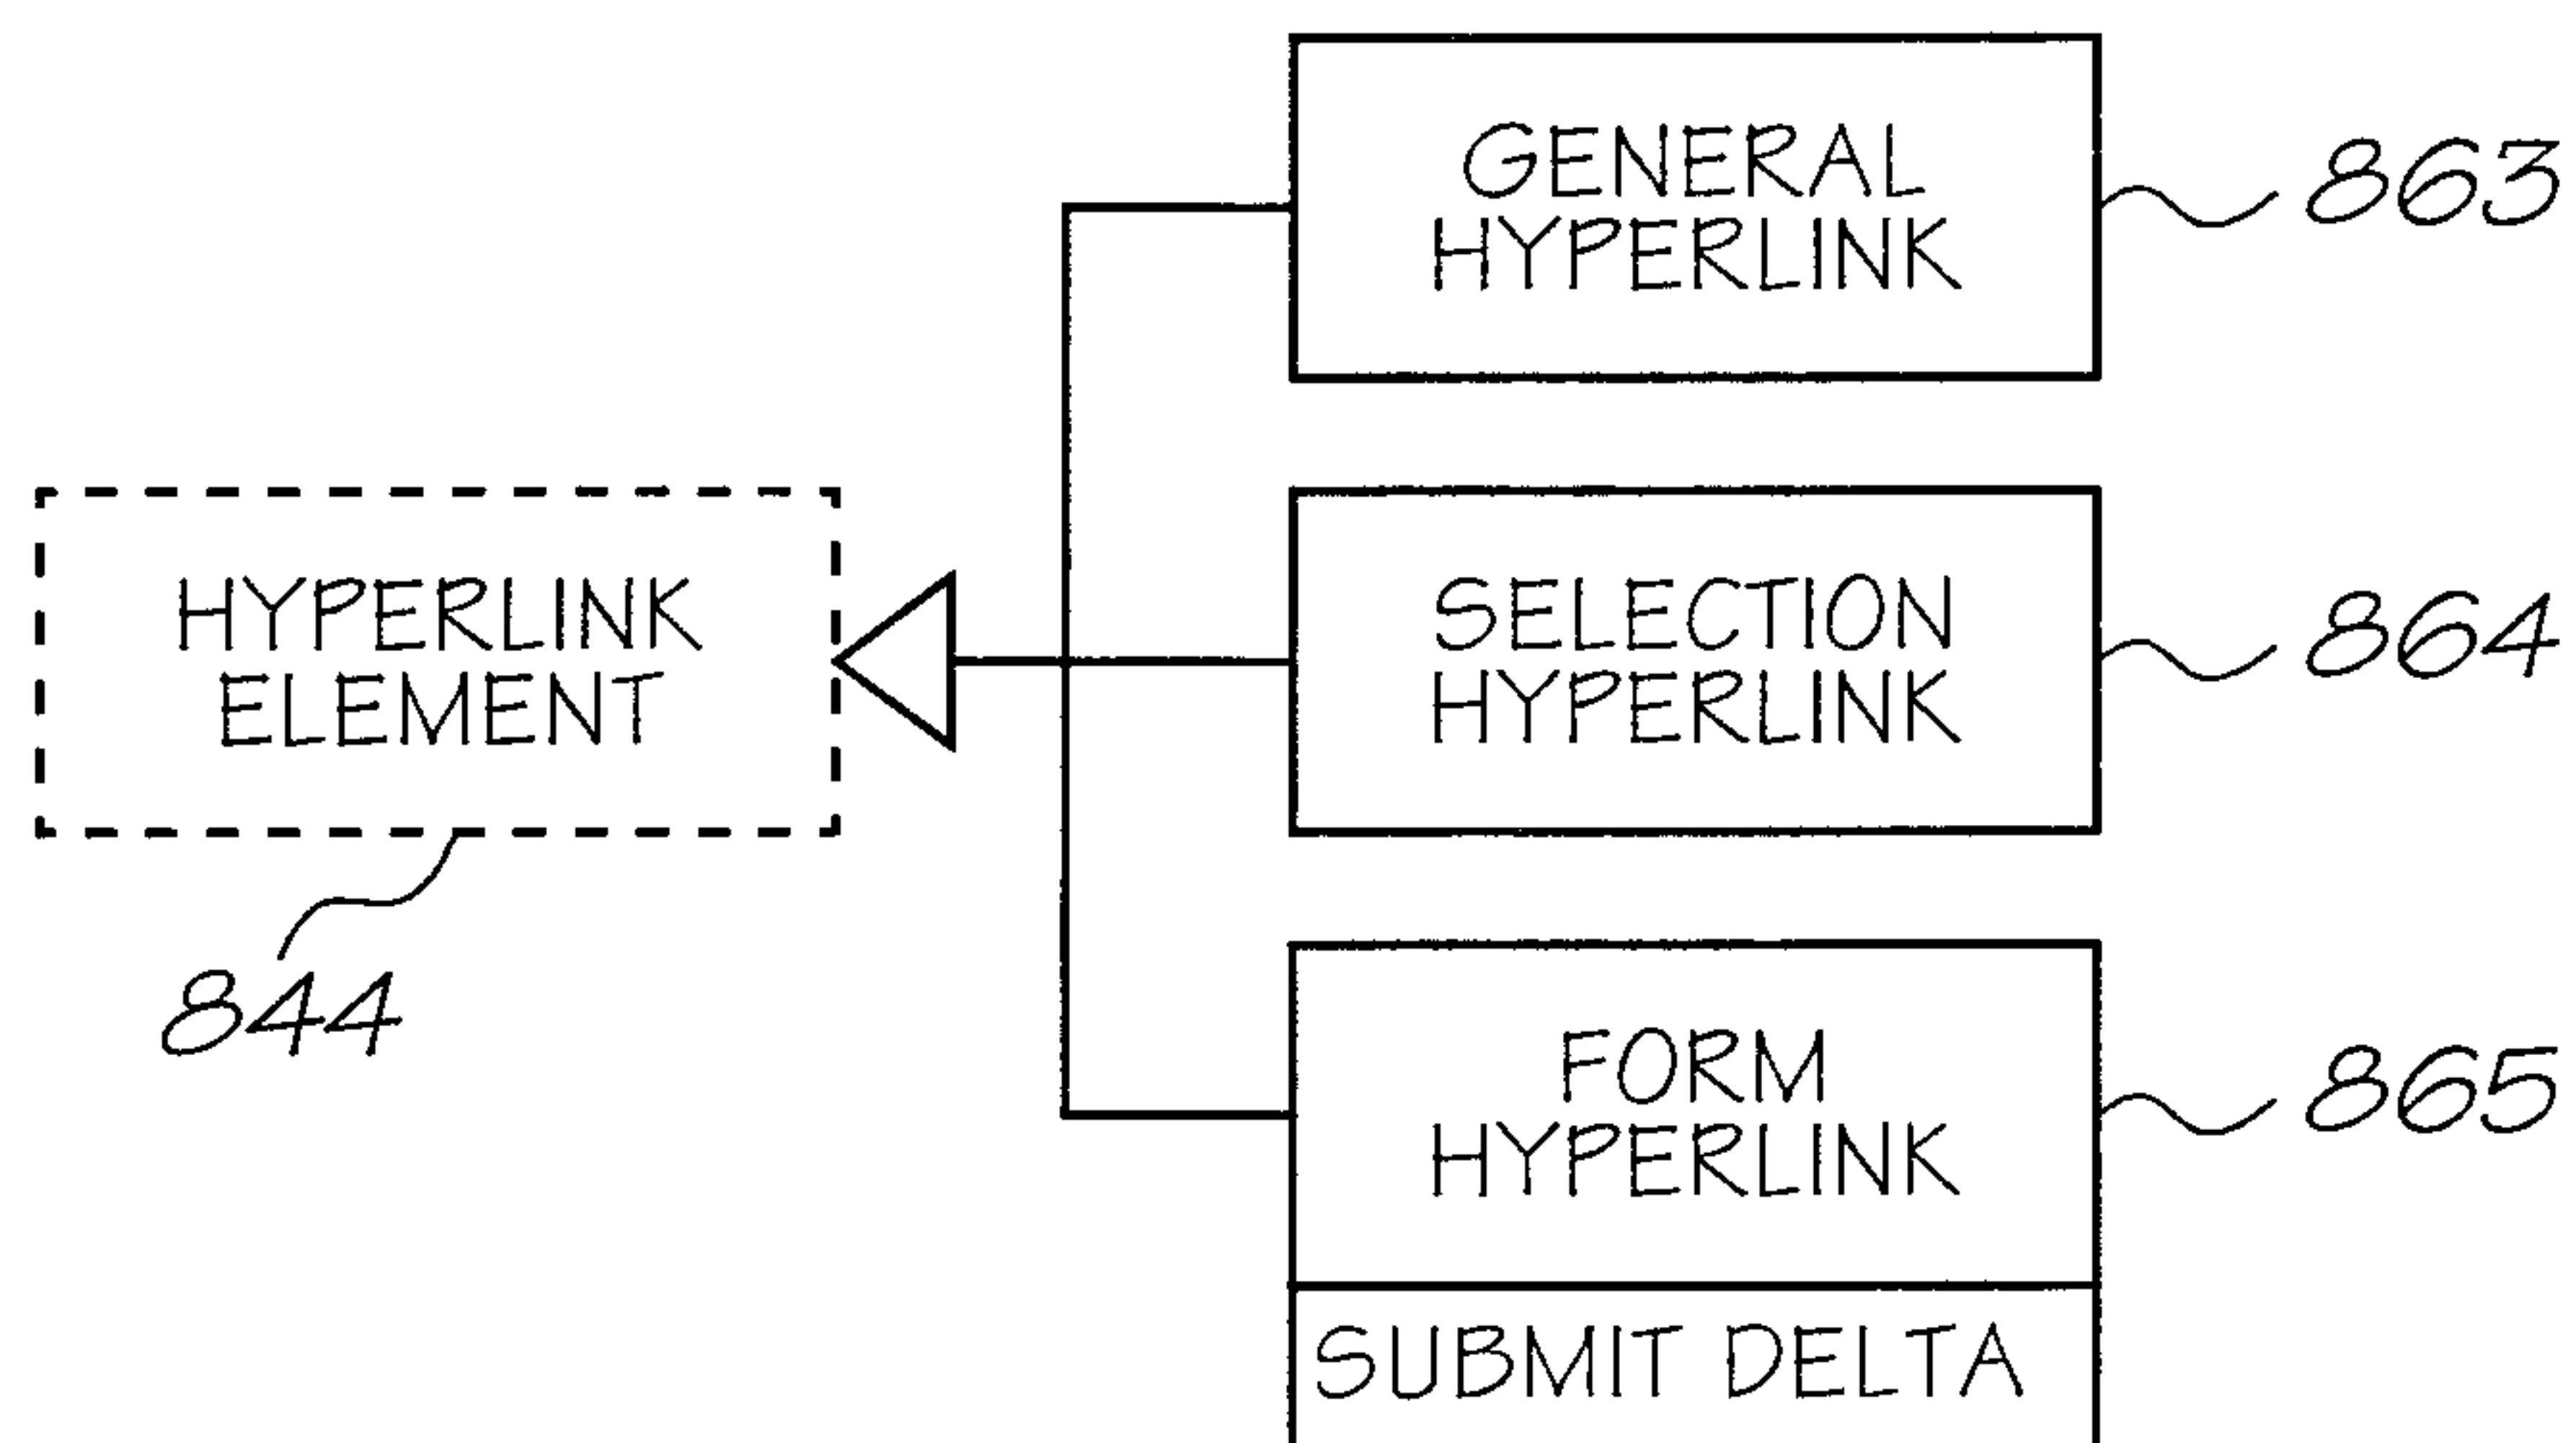 GENERAL
HYPERLINK
863
HYPERLINK
ELEMENT
844
SELECTION
HYPERLINK
864
FORM
HYPERLINK
865
SUBMIT DELTA